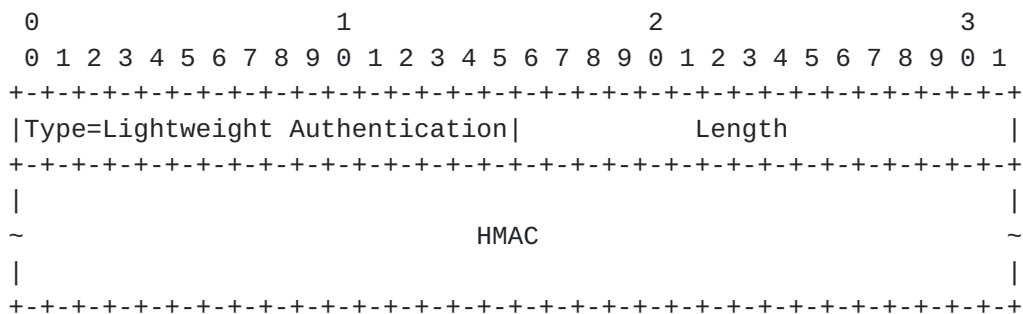 0                   1                   2                   3
 0 1 2 3 4 5 6 7 8 9 0 1 2 3 4 5 6 7 8 9 0 1 2 3 4 5 6 7 8 9 0 1
+-+-+-+-+-+-+-+-+-+-+-+-+-+-+-+-+-+-+-+-+-+-+-+-+-+-+-+-+-+-+-+-+
|Type=Lightweight Authentication|           Length              |
+-+-+-+-+-+-+-+-+-+-+-+-+-+-+-+-+-+-+-+-+-+-+-+-+-+-+-+-+-+-+-+-+
|                                                               |
~                             HMAC                              ~
|                                                               |
+-+-+-+-+-+-+-+-+-+-+-+-+-+-+-+-+-+-+-+-+-+-+-+-+-+-+-+-+-+-+-+-+